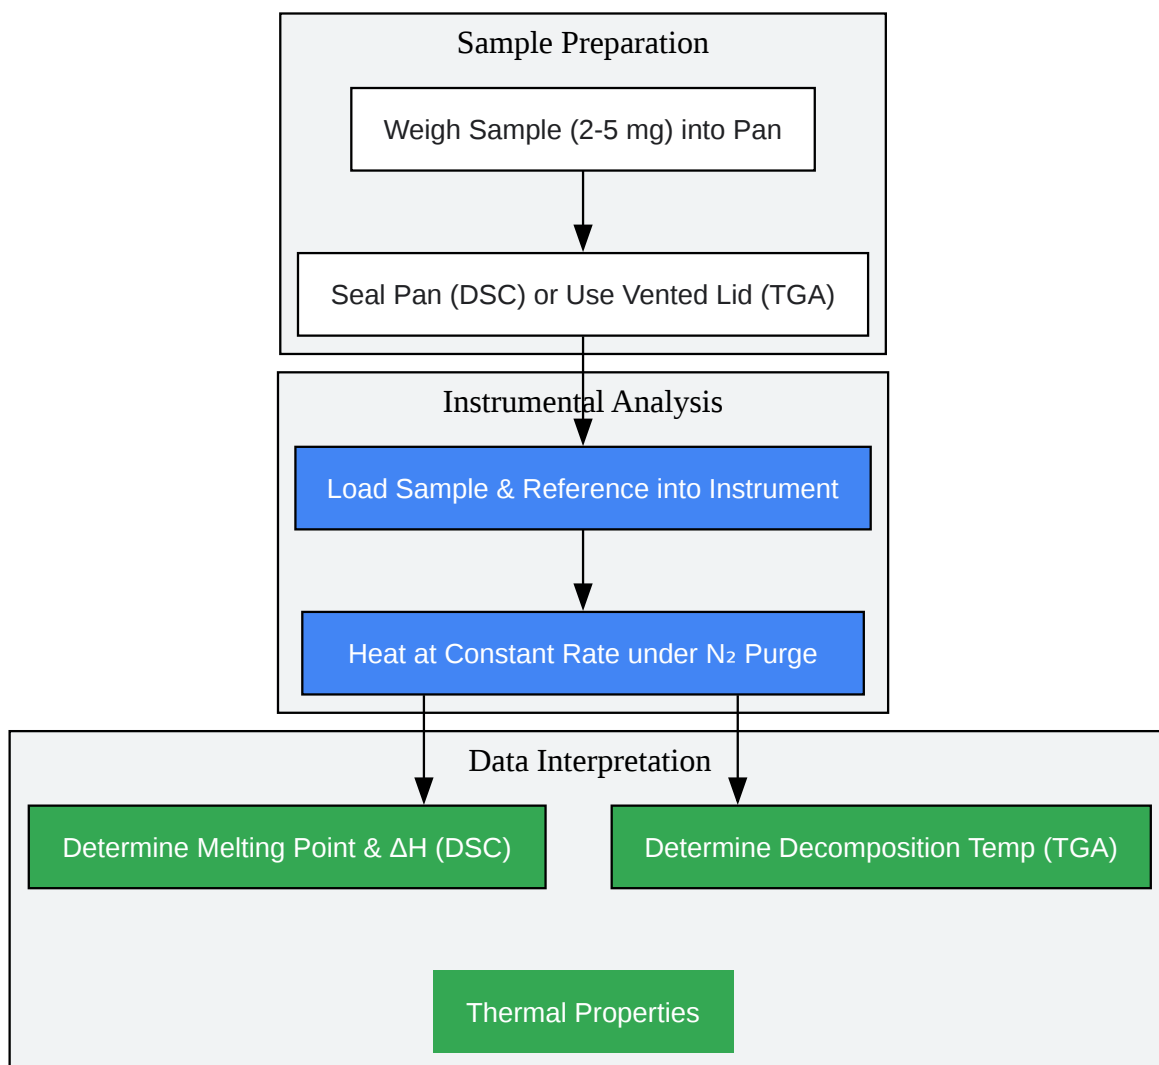 Sample Preparation
Weigh Sample (2-5 mg) into Pan
Seal Pan (DSC) or Use Vented Lid (TGA)
Instrumental Analysis
Load Sample & Reference into Instrument
Heat at Constant Rate under N₂ Purge
Data Interpretation
Determine Melting Point & ΔH (DSC)
Determine Decomposition Temp (TGA)
Thermal Properties